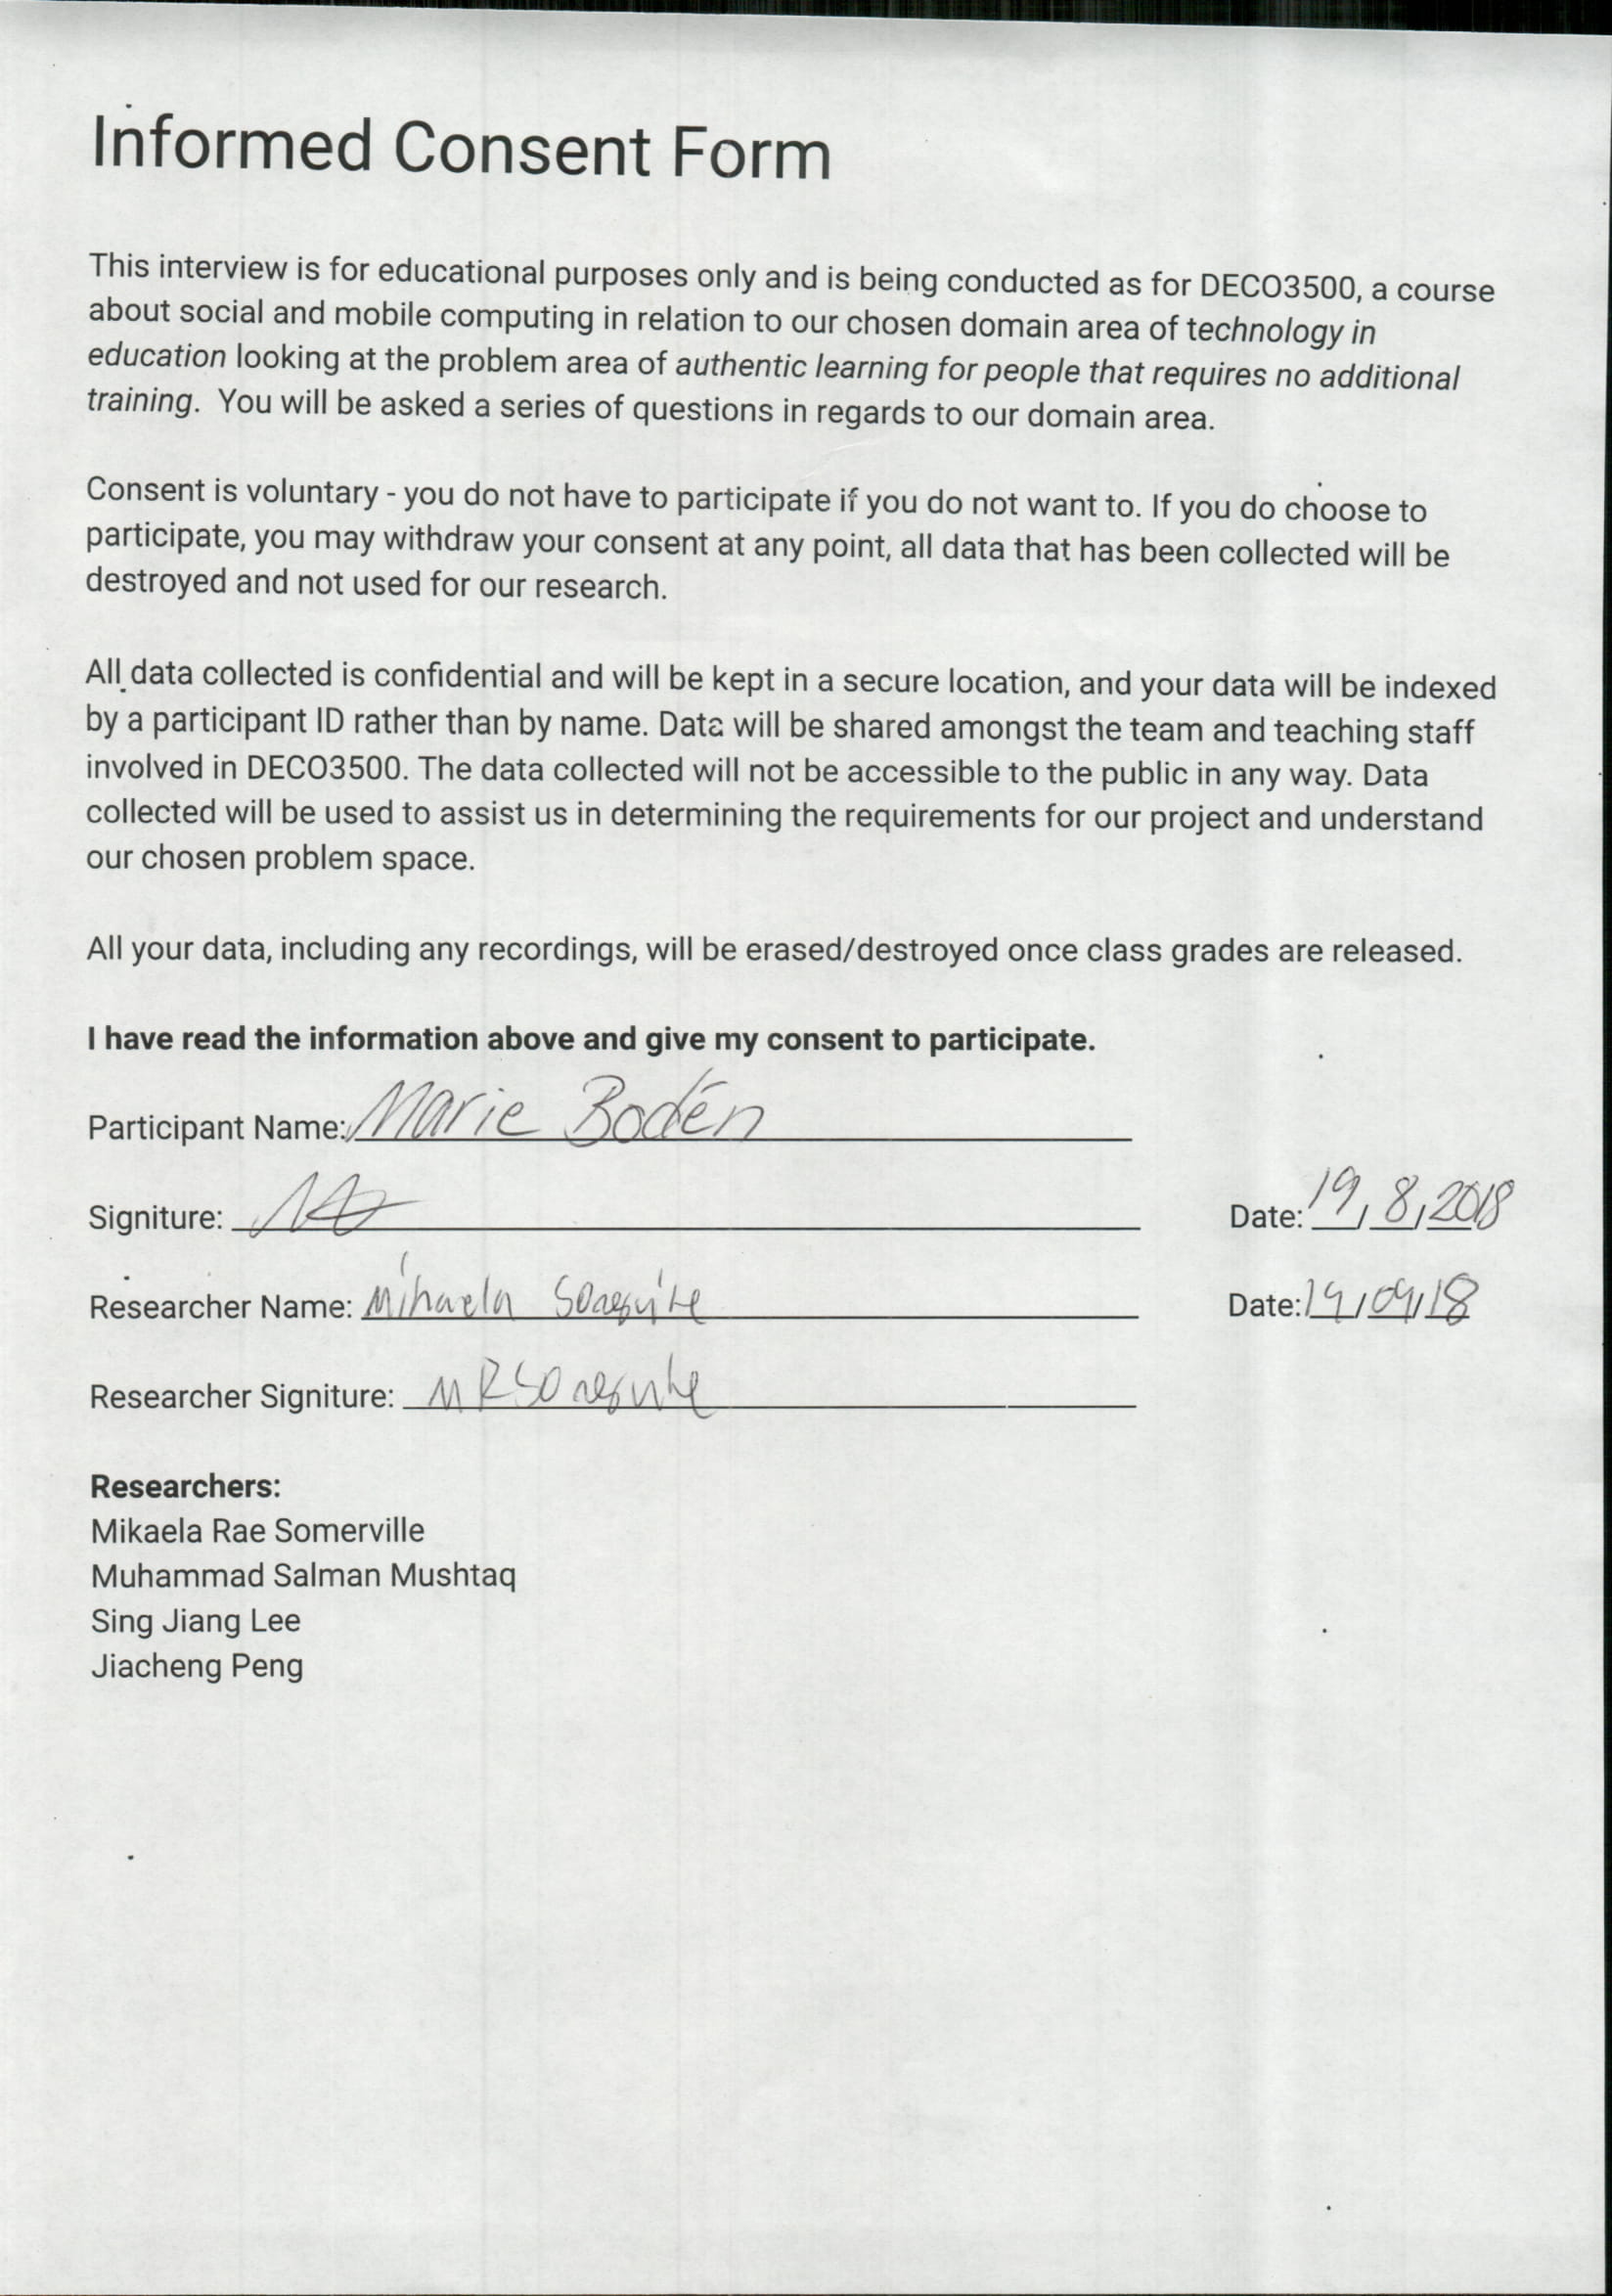 Informed Consent Form
This interview is for educational purposes only and is being conducted as for DECO3500, a course
about social and mobile computing in relation to our chosen domain area of technology in
education looking at the problem area of authentic learning for people that requires no additional
training. You will be asked a series of questions in regards to our domain area.
Consent is voluntary - you do not have to participate if you do not want to. If you do choose to
participate, you may withdraw your consent at any point, all data that has been collected will be
destroyed and not used for our research.
All data collected is confidential and will be kept in a secure location, and your data will be indexed
by a participant ID rather than by name. Data will be shared amongst the team and teaching staff
involved in DECO3500. The data collected will not be accessible to the public in any way. Data
collected will be used to assist us in determining the requirements for our project and understand
our chosen problem space.
All your data, including any recordings, will be erased/destroyed once class grades are released.
I have read the information above and give my consent to participate.
Participant Name: Marie Bodén
Signiture: Date: 19/8/2018
Researcher Name: Mikaela Somerville Date: 19/09/18
Researcher Signiture: MRSomerville
Researchers:
Mikaela Rae Somerville
Muhammad Salman Mushtaq
Sing Jiang Lee
Jiacheng Peng